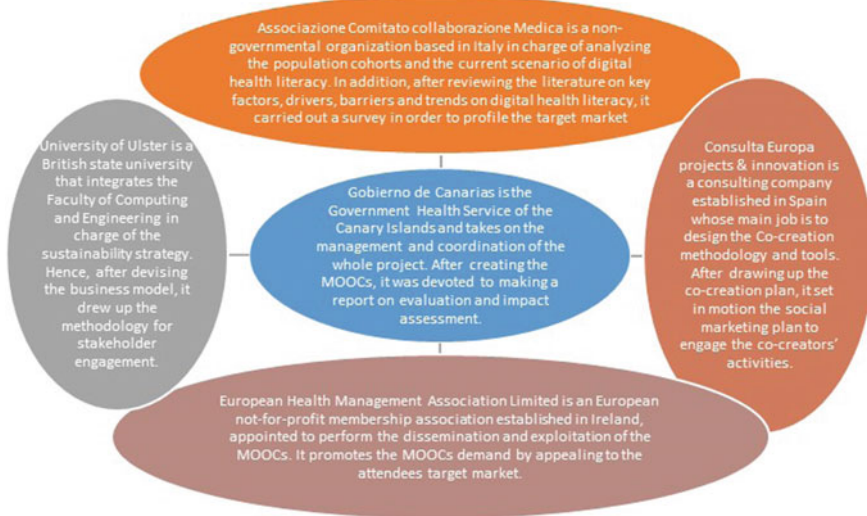 Associazione Comitato collaborazione Medica is a non-
governmental organization based in Italy in charge of analyzing
the population cohorts and the current scenario of digital
health literacy. In addition, after reviewing the literature on key
factors, drivers, barriers and trends on digital health literacy, it
carried out a survey in order to profile the target market
University of Ulster is a
British state university
that integrates the
Faculty of Computing
and Engineering in
charge of the
sustainability strategy.
Hence, after devising
the business model, it
drew up the
methodology for
stakeholder
engagement.
Gobierno de Canarias is the
Government Health Service of the
Canary Islands and takes on the
management and coordination of the
whole project. After creating the
MOOCs, it was devoted to making a
report on evaluation and impact
assessment.
Consulta Europa
projects & innovation is
a consulting company
established in Spain
whose main job is to
design the Co-creation
methodology and tools.
After drawing up the
co-creation plan, it set
in motion the social
marketing plan to
engage the co-creators’
activities.
European Health Management Association Limited is an European
not-for-profit membership association established in Ireland,
appointed to perform the dissemination and exploitation of the
MOOCs. It promotes the MOOCs demand by appealing to the
attendees target market.